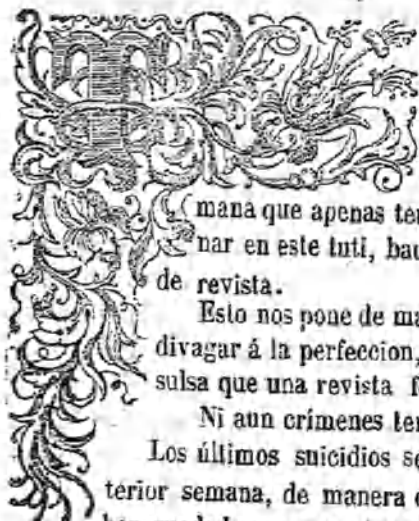 T
mana que apenas ten
nar en este tuti, bau
de revista.
Esto nos pone de ma
divagar á la perfeccion,
sulsa que una revista
Ni aun crímenes ten
Los últimos suicidios se
terior semana, de manera